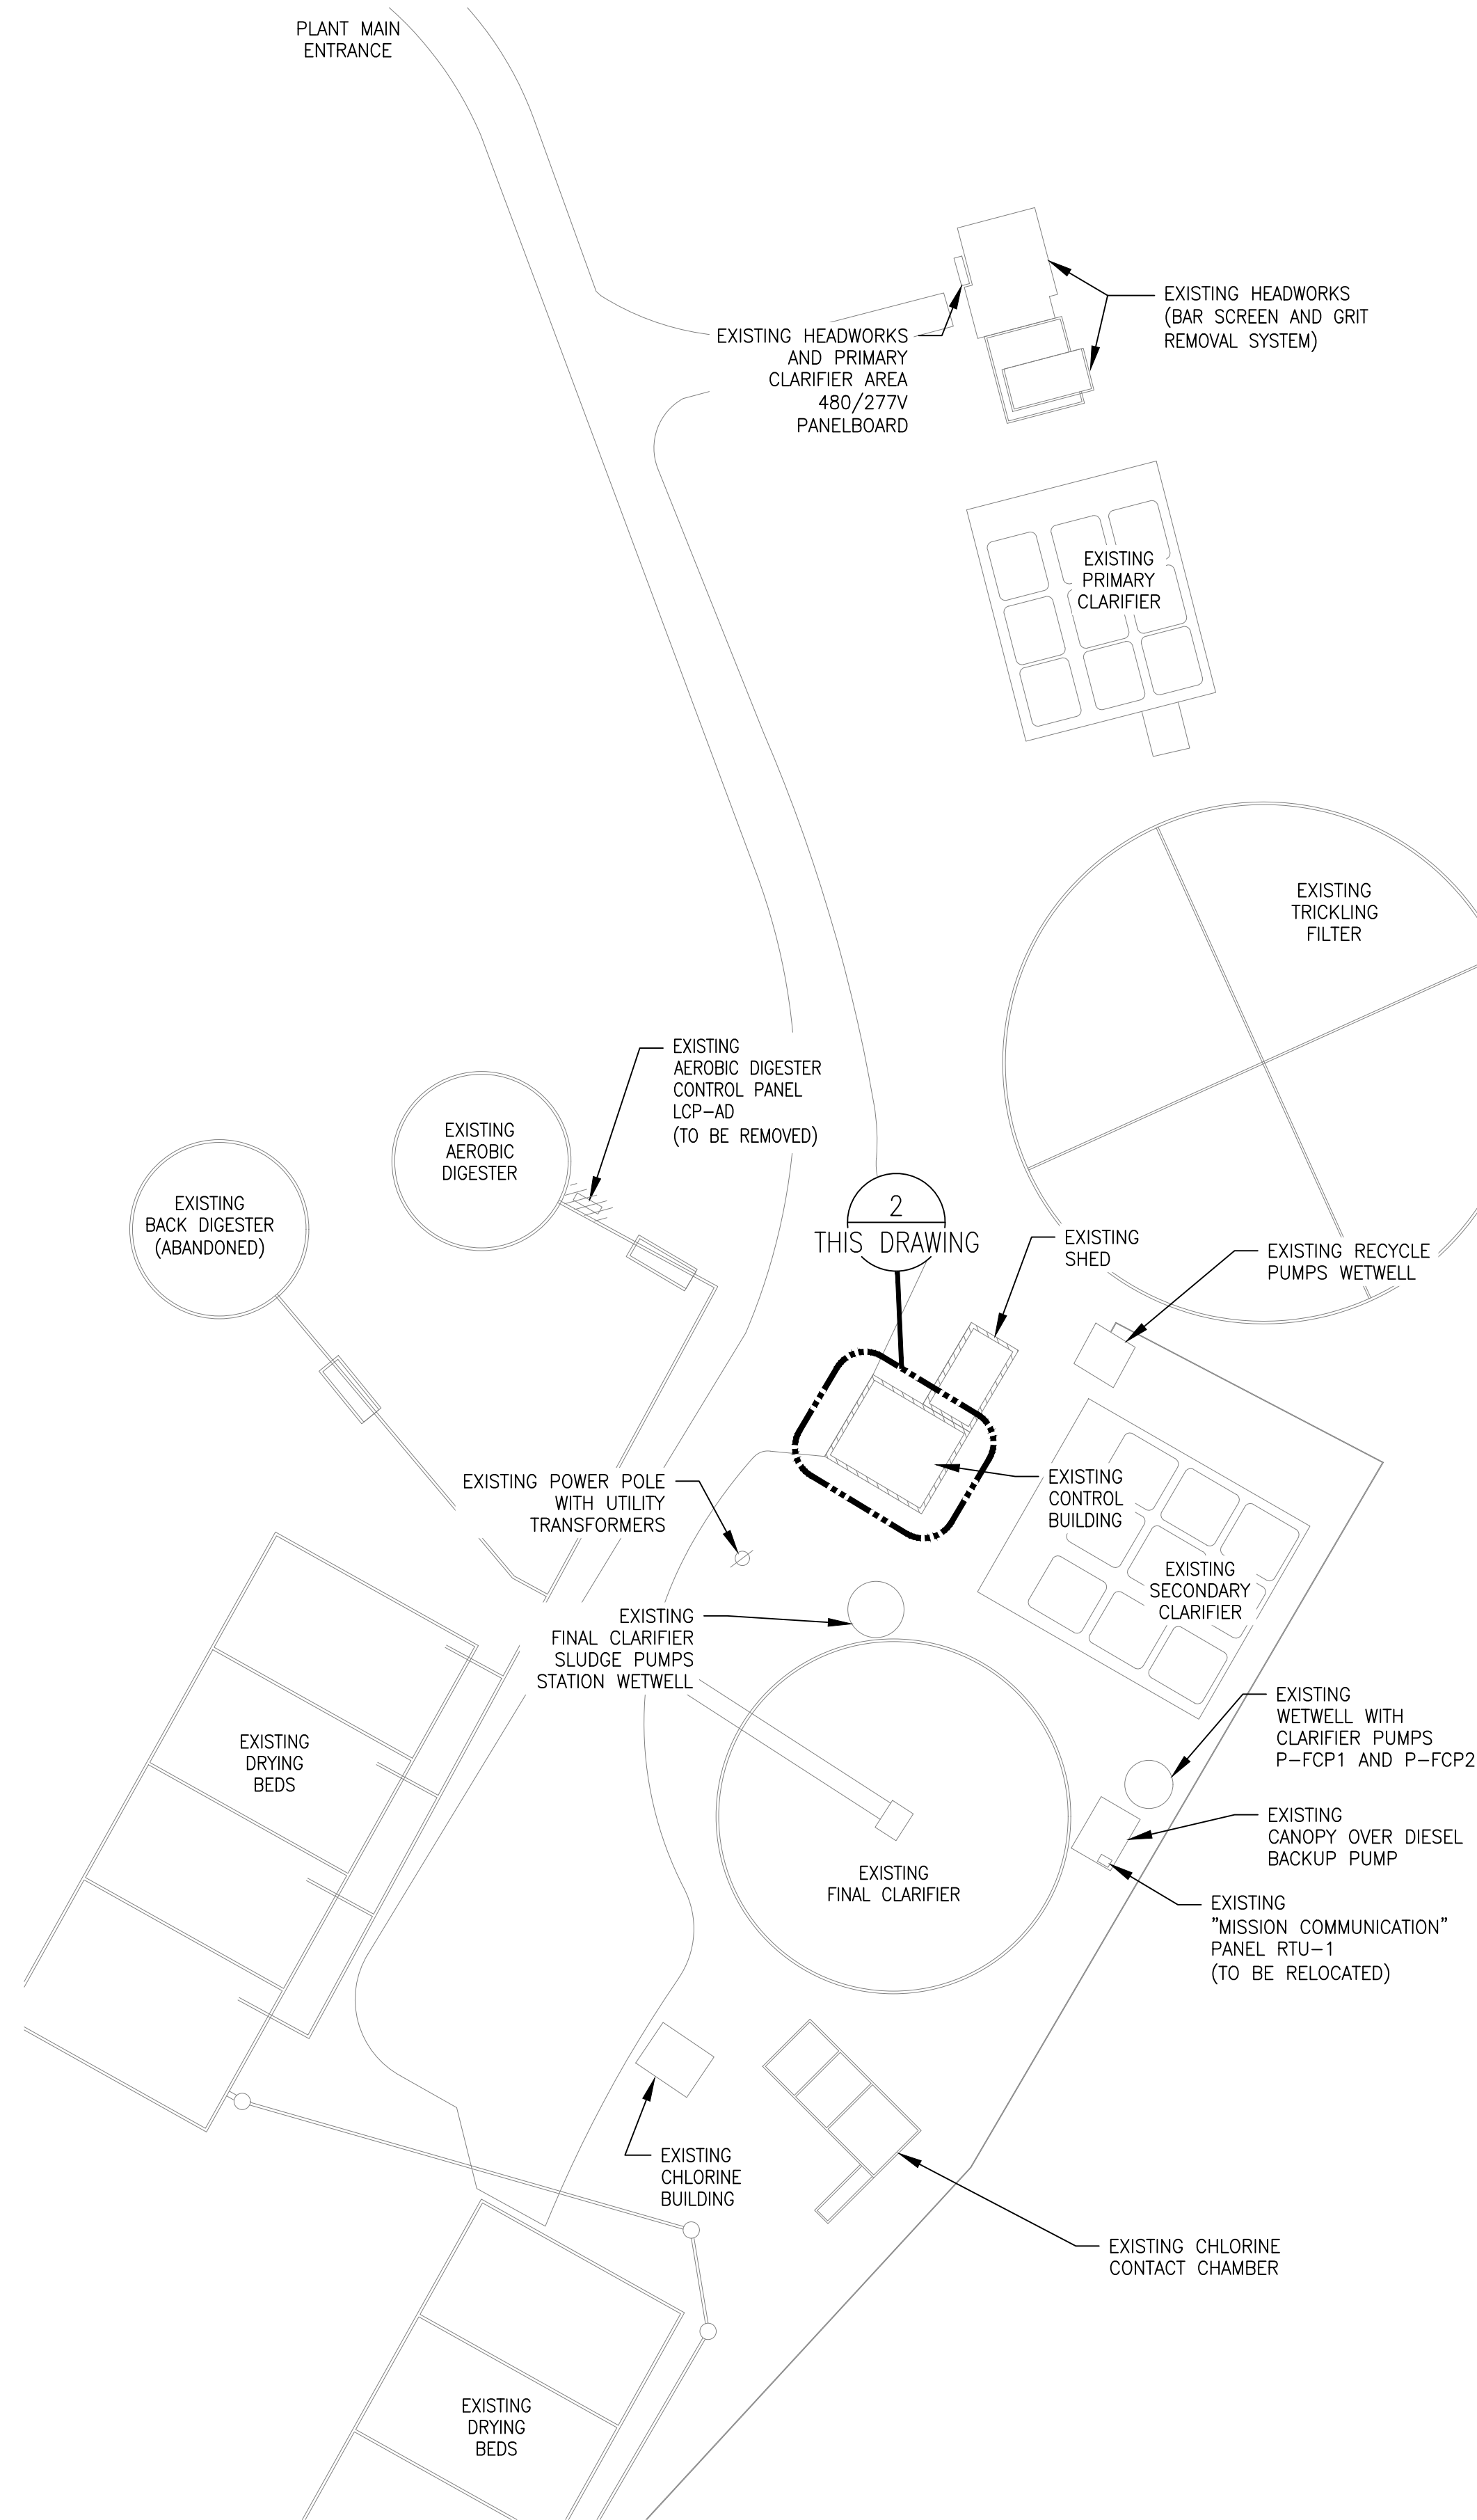 PLANT MAIN
ENTRANCE
EXISTING HEADWORKS
(BAR SCREEN AND GRIT
REMOVAL SYSTEM)
EXISTING HEADWORKS
AND PRIMARY
CLARIFIER AREA
480/277V
PANELBOARD
EXISTING
PRIMARY
CLARIFIER
EXISTING
TRICKLING
FILTER
EXISTING
AEROBIC DIGESTER
CONTROL PANEL
LCP-AD
(TO BE REMOVED)
EXISTING
AEROBIC
DIGESTER
EXISTING
BACK DIGESTER
(ABANDONED)
2
THIS DRAWING
EXISTING
SHED
EXISTING RECYCLE
PUMPS WETWELL
EXISTING POWER POLE
WITH UTILITY
TRANSFORMERS
EXISTING
CONTROL
BUILDING
EXISTING
SECONDARY
CLARIFIER
EXISTING
FINAL CLARIFIER
SLUDGE PUMPS
STATION WETWELL
EXISTING
WETWELL WITH
CLARIFIER PUMPS
P-FCP1 AND P-FCP2
EXISTING
DRYING
BEDS
EXISTING
CANOPY OVER DIESEL
BACKUP PUMP
EXISTING
FINAL CLARIFIER
EXISTING
"MISSION COMMUNICATION"
PANEL RTU-1
(TO BE RELOCATED)
EXISTING
CHLORINE
BUILDING
EXISTING CHLORINE
CONTACT CHAMBER
EXISTING
DRYING
BEDS